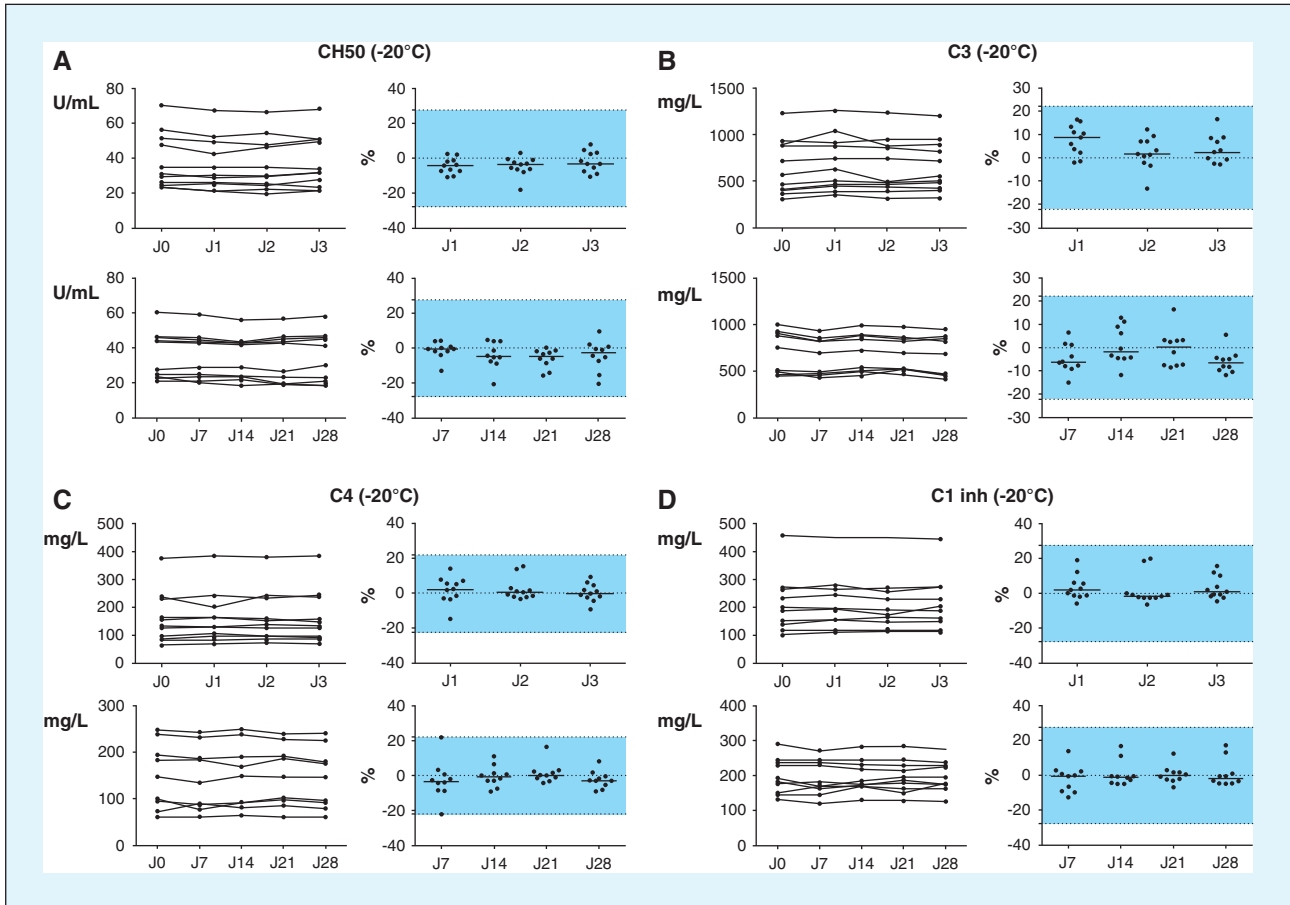 A
CH50 (-20°C)
U/mL
80
60
40
20
0
J0 J1 J2 J3
%
40
20
0
-20
-40
J1 J2 J3
U/mL
80
60
40
20
0
J0 J7 J14 J21 J28
%
40
20
0
-20
-40
J7 J14 J21 J28
B
C3 (-20°C)
mg/L
1500
1000
500
0
J0 J1 J2 J3
%
30
20
10
0
-10
-20
-30
J1 J2 J3
mg/L
1500
1000
500
0
J0 J7 J14 J21 J28
%
30
20
10
0
-10
-20
-30
J7 J14 J21 J28
C
C4 (-20°C)
mg/L
500
400
300
200
100
0
J0 J1 J2 J3
%
40
20
0
-20
-40
J1 J2 J3
mg/L
300
200
100
0
J0 J7 J14 J21 J28
%
40
20
0
-20
-40
J7 J14 J21 J28
D
C1 inh (-20°C)
mg/L
500
400
300
200
100
0
J0 J1 J2 J3
%
40
20
0
-20
-40
J1 J2 J3
mg/L
400
300
200
100
0
J0 J7 J14 J21 J28
%
40
20
0
-20
-40
J7 J14 J21 J28